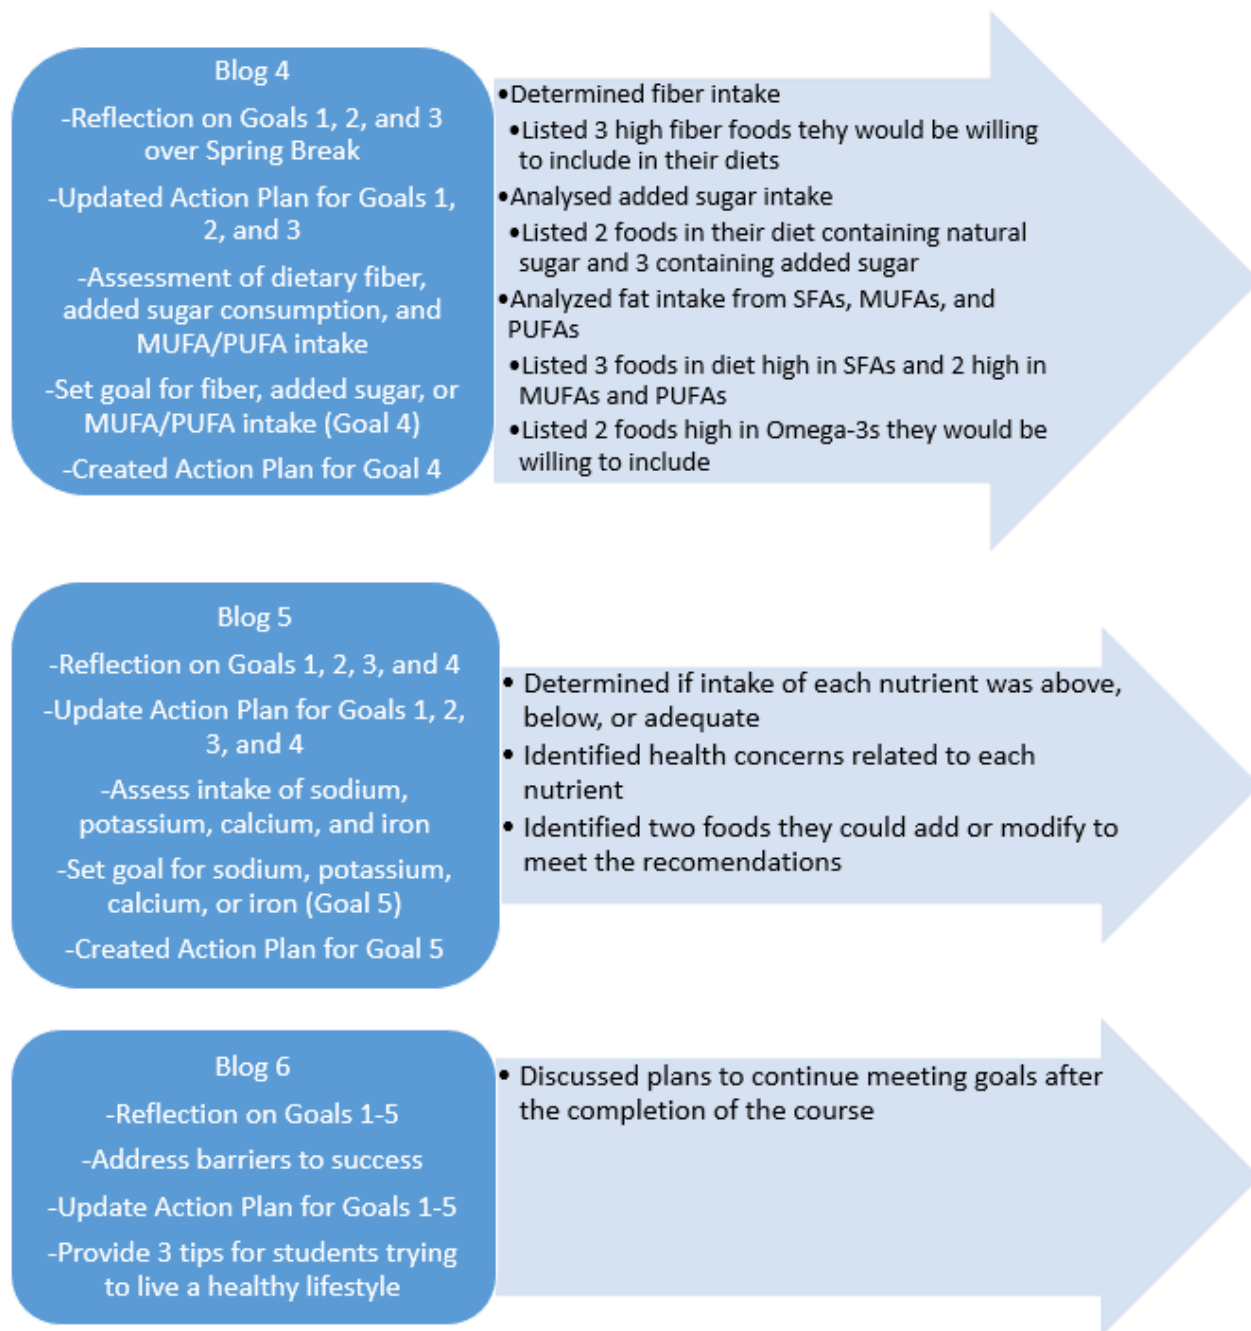 Blog 4
-Reflection on Goals 1, 2, and 3
over Spring Break
-Updated Action Plan for Goals 1,
2, and 3
-Assessment of dietary fiber,
added sugar consumption, and
MUFA/PUFA intake
-Set goal for fiber, added sugar, or
MUFA/PUFA intake (Goal 4)
-Created Action Plan for Goal 4
•Determined fiber intake
•Listed 3 high fiber foods tehy would be willing
to include in their diets
•Analysed added sugar intake
•Listed 2 foods in their diet containing natural
sugar and 3 containing added sugar
•Analyzed fat intake from SFAs, MUFAs, and
PUFAs
•Listed 3 foods in diet high in SFAs and 2 high in
MUFAs and PUFAs
•Listed 2 foods high in Omega-3s they would be
willing to include
Blog 5
-Reflection on Goals 1, 2, 3, and 4
-Update Action Plan for Goals 1, 2,
3, and 4
-Assess intake of sodium,
potassium, calcium, and iron
-Set goal for sodium, potassium,
calcium, or iron (Goal 5)
-Created Action Plan for Goal 5
• Determined if intake of each nutrient was above,
below, or adequate
• Identified health concerns related to each
nutrient
• Identified two foods they could add or modify to
meet the recomendations
Blog 6
-Reflection on Goals 1-5
-Address barriers to success
-Update Action Plan for Goals 1-5
-Provide 3 tips for students trying
to live a healthy lifestyle
• Discussed plans to continue meeting goals after
the completion of the course